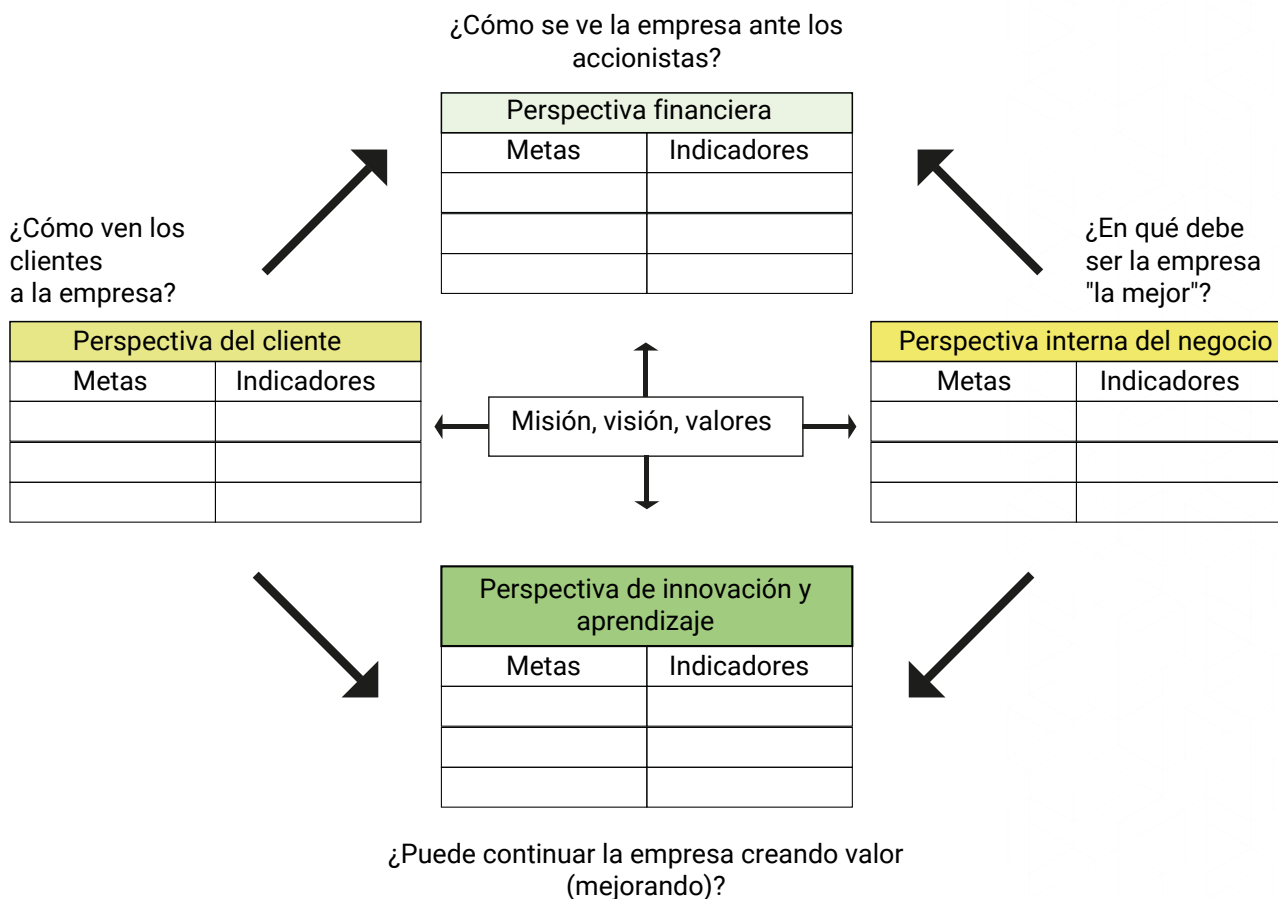 ¿Cómo se ve la empresa ante los
accionistas?
Perspectiva financiera
Metas Indicadores
¿Cómo ven los
clientes
a la empresa?
¿En qué debe
ser la empresa
"la mejor"?
Perspectiva del cliente
Metas Indicadores
Misión, visión, valores
Perspectiva interna del negocio
Metas Indicadores
Perspectiva de innovación y
aprendizaje
Metas Indicadores
¿Puede continuar la empresa creando valor
(mejorando)?